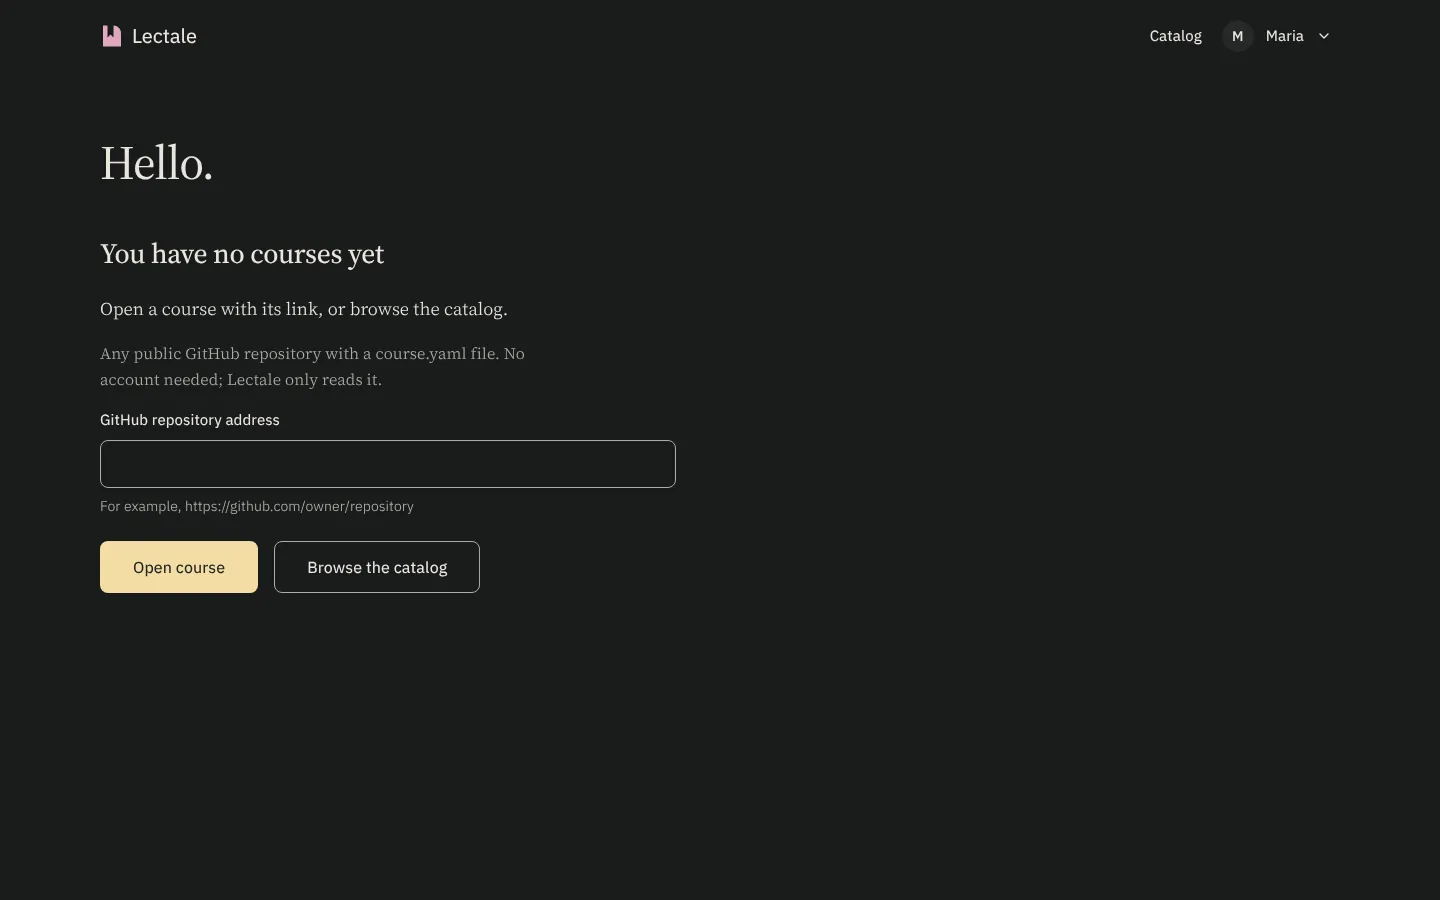 Lectale
Catalog
M
Maria
Hello.
You have no courses yet
Open a course with its link, or browse the catalog.
Any public GitHub repository with a course.yaml file. No
account needed; Lectale only reads it.
GitHub repository address
For example, https://github.com/owner/repository
Open course
Browse the catalog